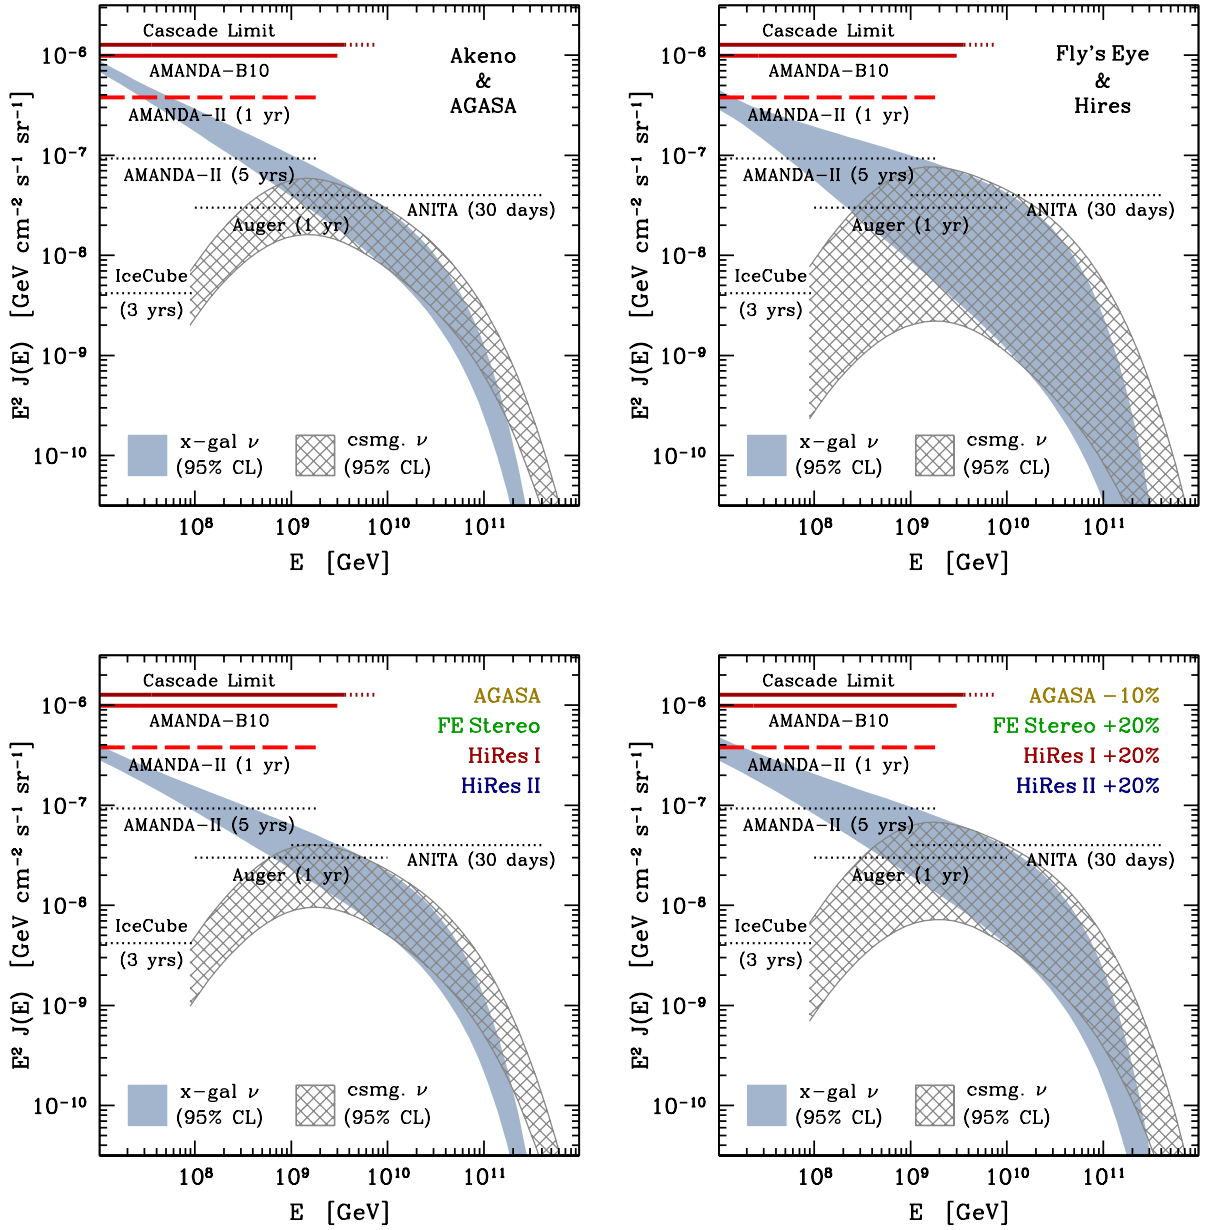 Cascade Limit
AMANDA-B10
AMANDA-II (1 yr)
AMANDA-II (5 yrs)
ANITA (30 days)
Auger (1 yr)
IceCube
(3 yrs)
Akeno
&
AGASA
x-gal ν
(95% CL)
csmg. ν
(95% CL)
10⁻⁶
10⁻⁷
10⁻⁸
10⁻⁹
10⁻¹⁰
E² J(E) [GeV cm⁻² s⁻¹ sr⁻¹]
10⁸ 10⁹ 10¹⁰ 10¹¹
E [GeV]
Cascade Limit
AMANDA-B10
AMANDA-II (1 yr)
AMANDA-II (5 yrs)
ANITA (30 days)
Auger (1 yr)
IceCube
(3 yrs)
Fly's Eye
&
Hires
x-gal ν
(95% CL)
csmg. ν
(95% CL)
10⁻⁶
10⁻⁷
10⁻⁸
10⁻⁹
10⁻¹⁰
E² J(E) [GeV cm⁻² s⁻¹ sr⁻¹]
10⁸ 10⁹ 10¹⁰ 10¹¹
E [GeV]
Cascade Limit
AMANDA-B10
AMANDA-II (1 yr)
AMANDA-II (5 yrs)
ANITA (30 days)
Auger (1 yr)
IceCube
(3 yrs)
AGASA
FE Stereo
HiRes I
HiRes II
x-gal ν
(95% CL)
csmg. ν
(95% CL)
10⁻⁶
10⁻⁷
10⁻⁸
10⁻⁹
10⁻¹⁰
E² J(E) [GeV cm⁻² s⁻¹ sr⁻¹]
10⁸ 10⁹ 10¹⁰ 10¹¹
E [GeV]
Cascade Limit
AMANDA-B10
AMANDA-II (1 yr)
AMANDA-II (5 yrs)
ANITA (30 days)
Auger (1 yr)
IceCube
(3 yrs)
AGASA -10%
FE Stereo +20%
HiRes I +20%
HiRes II +20%
x-gal ν
(95% CL)
csmg. ν
(95% CL)
10⁻⁶
10⁻⁷
10⁻⁸
10⁻⁹
10⁻¹⁰
E² J(E) [GeV cm⁻² s⁻¹ sr⁻¹]
10⁸ 10⁹ 10¹⁰ 10¹¹
E [GeV]